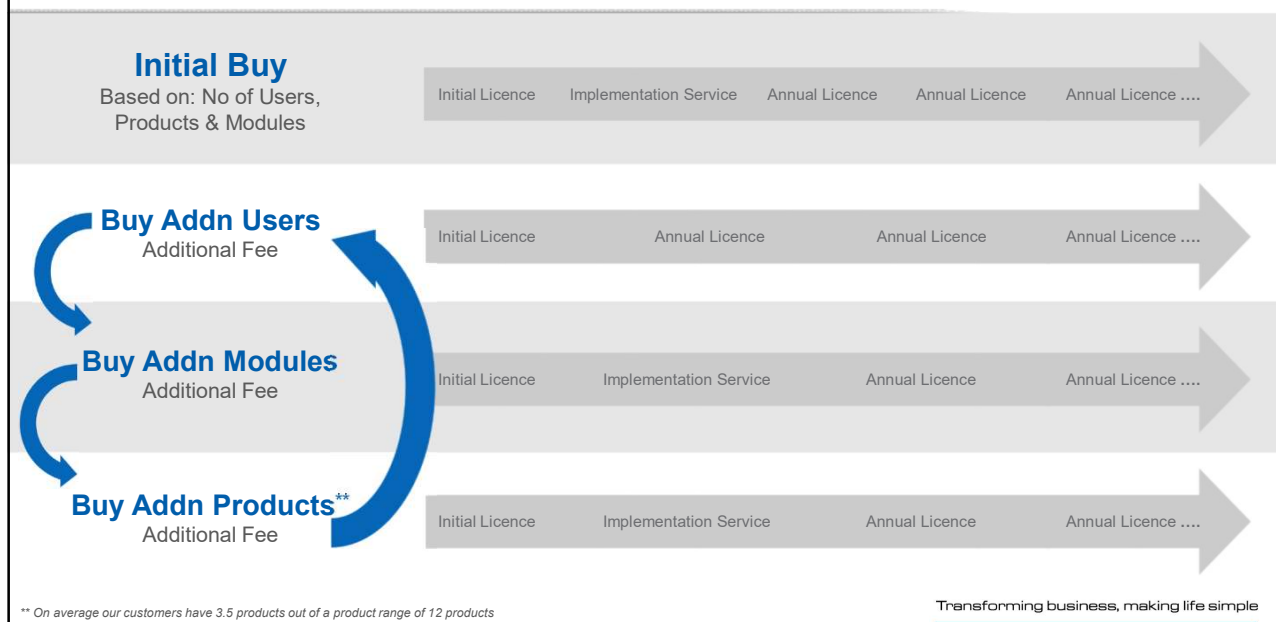 Initial Buy
Based on: No of Users,
Products & Modules
Initial Licence Implementation Service Annual Licence Annual Licence Annual Licence ....
Buy Addn Users
Additional Fee
Initial Licence Annual Licence Annual Licence Annual Licence ....
Buy Addn Modules
Additional Fee
Initial Licence Implementation Service Annual Licence Annual Licence ....
Buy Addn Products**
Additional Fee
Initial Licence Implementation Service Annual Licence Annual Licence ....
** On average our customers have 3.5 products out of a product range of 12 products
Transforming business, making life simple